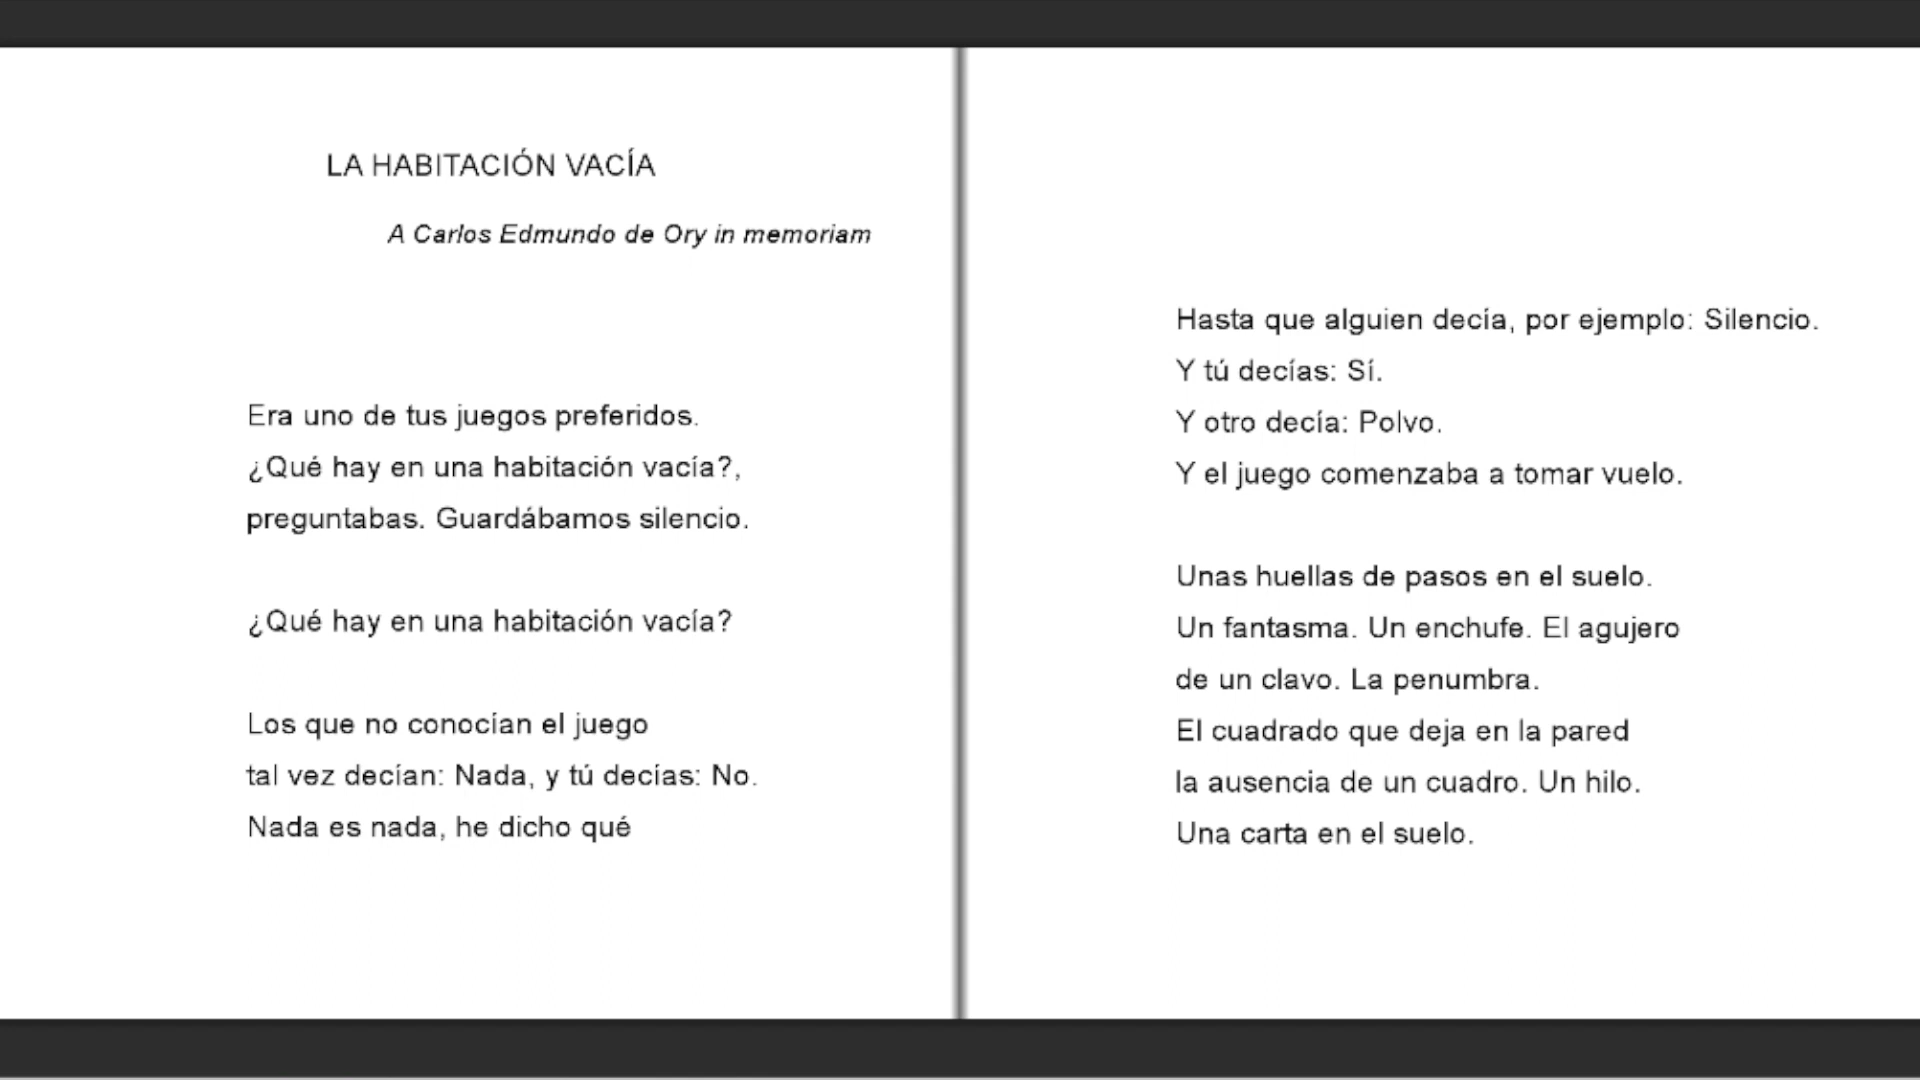 LA HABITACIÓN VACÍA
A Carlos Edmundo de Ory in memoriam
Era uno de tus juegos preferidos.
¿Qué hay en una habitación vacía?,
preguntabas. Guardábamos silencio.
¿Qué hay en una habitación vacía?
Los que no conocían el juego
tal vez decían: Nada, y tú decías: No.
Nada es nada, he dicho qué
Hasta que alguien decía, por ejemplo: Silencio.
Y tú decías: Sí.
Y otro decía: Polvo.
Y el juego comenzaba a tomar vuelo.
Unas huellas de pasos en el suelo.
Un fantasma. Un enchufe. El agujero
de un clavo. La penumbra.
El cuadrado que deja en la pared
la ausencia de un cuadro. Un hilo.
Una carta en el suelo.